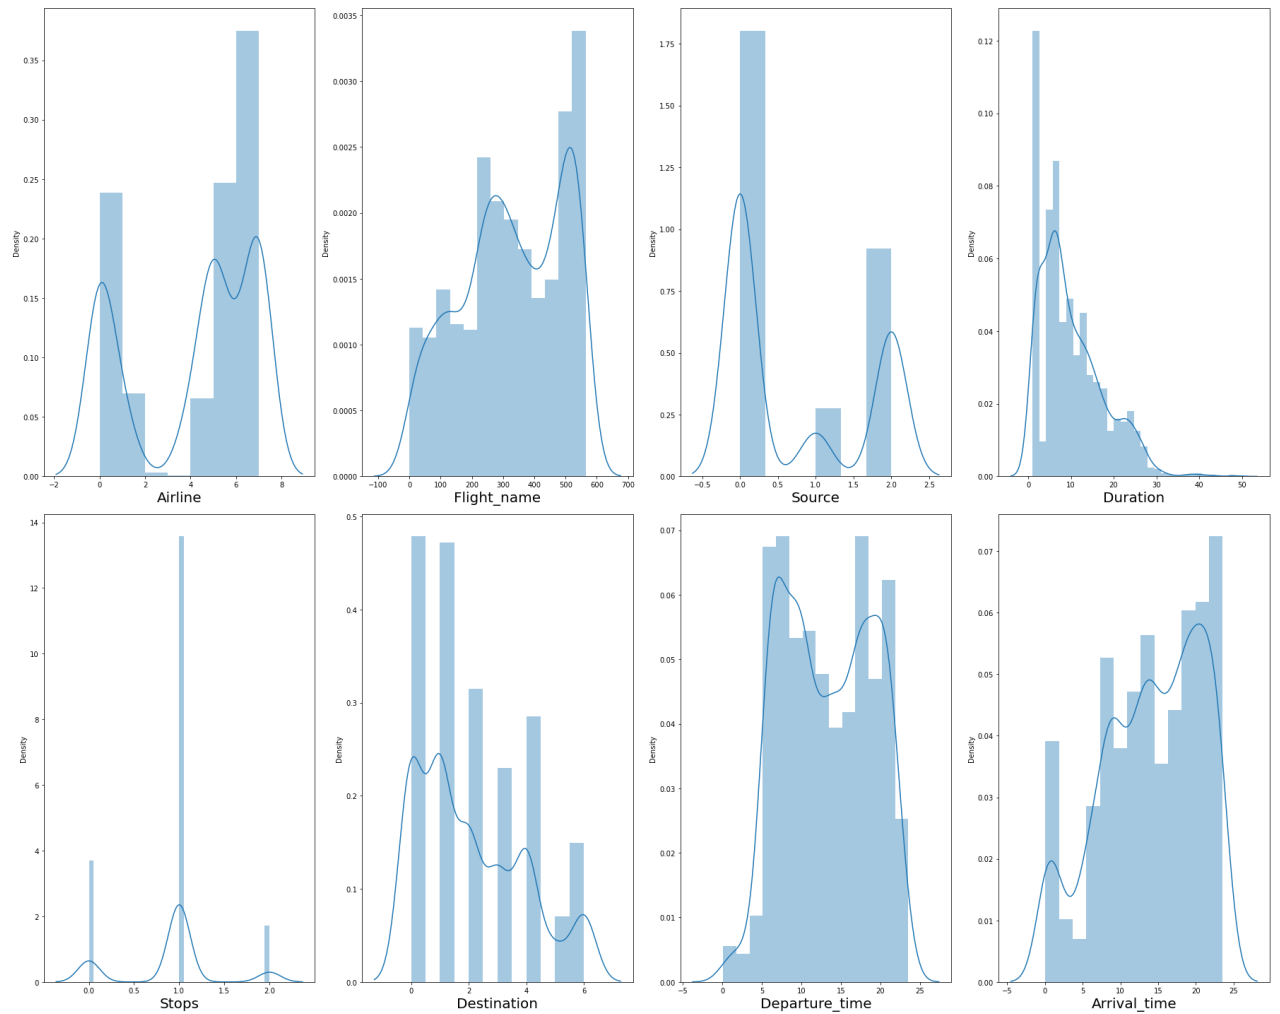 0.35
0.30
0.25
0.20
0.15
0.10
0.05
0.00
Density
−2 0 2 4 6 8
Airline
0.0035
0.0030
0.0025
0.0020
0.0015
0.0010
0.0005
0.0000
Density
−100 0 100 200 300 400 500 600 700
Flight_name
1.75
1.50
1.25
1.00
0.75
0.50
0.25
0.00
Density
−0.5 0.0 0.5 1.0 1.5 2.0 2.5
Source
0.12
0.10
0.08
0.06
0.04
0.02
0.00
Density
0 10 20 30 40 50
Duration
14
12
10
8
6
4
2
0
Density
0.0 0.5 1.0 1.5 2.0
Stops
0.5
0.4
0.3
0.2
0.1
0.0
Density
0 2 4 6
Destination
0.07
0.06
0.05
0.04
0.03
0.02
0.01
0.00
Density
−5 0 5 10 15 20 25
Departure_time
0.07
0.06
0.05
0.04
0.03
0.02
0.01
0.00
Density
−5 0 5 10 15 20 25
Arrival_time